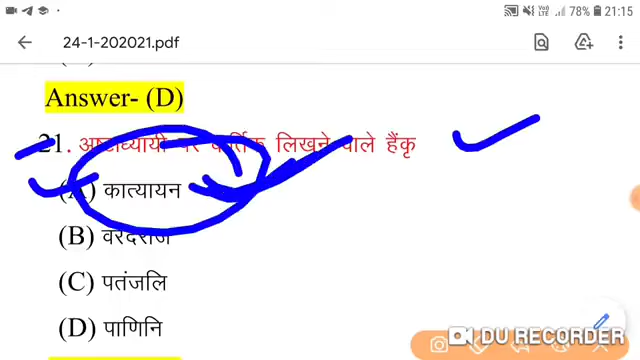 21:15
78%
24-1-202021.pdf
Answer- (D)
21. अष्टाध्यायी पर वार्तिक लिखने वाले हैंकृ
(A) कात्यायन
(B) वरदराज
(C) पतंजलि
(D) पाणिनि
DU RECORDER